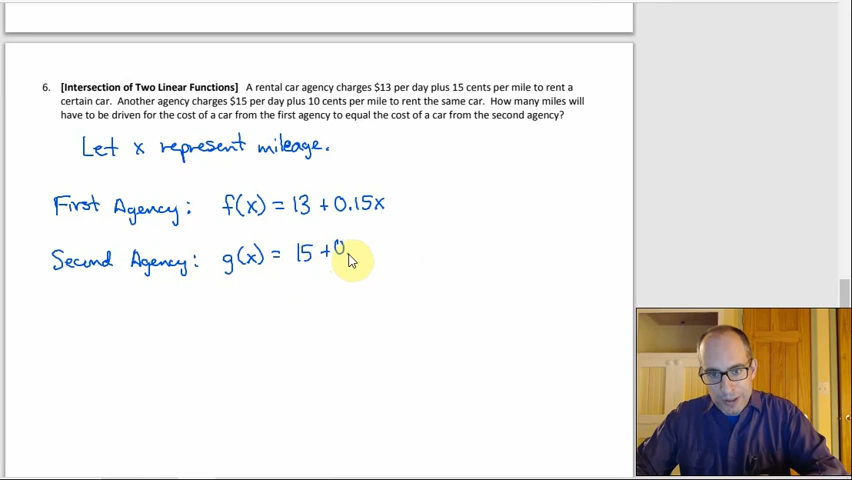 6. [Intersection of Two Linear Functions] A rental car agency charges $13 per day plus 15 cents per mile to rent a
certain car. Another agency charges $15 per day plus 10 cents per mile to rent the same car. How many miles will
have to be driven for the cost of a car from the first agency to equal the cost of a car from the second agency?
Let x represent mileage.
First Agency: f(x) = 13 + 0.15x
Second Agency: g(x) = 15 + 0.